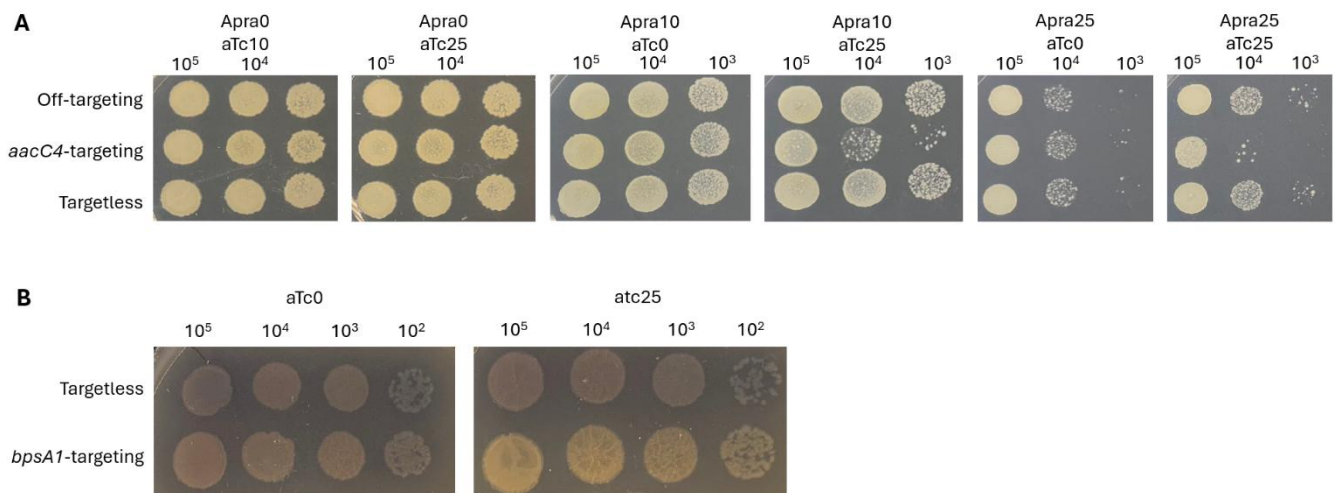 A
Apra0 Apra0 Apra10 Apra10 Apra25 Apra25
aTc10 aTc25 aTc0 aTc25 aTc0 aTc25
10⁵ 10⁴ 10⁵ 10⁴ 10⁵ 10⁴ 10³ 10⁵ 10⁴ 10³ 10⁵ 10⁴ 10³ 10⁵ 10⁴ 10³
Off-targeting
aacC4-targeting
Targetless
B
aTc0 atc25
10⁵ 10⁴ 10³ 10² 10⁵ 10⁴ 10³ 10²
Targetless
bpsA1-targeting